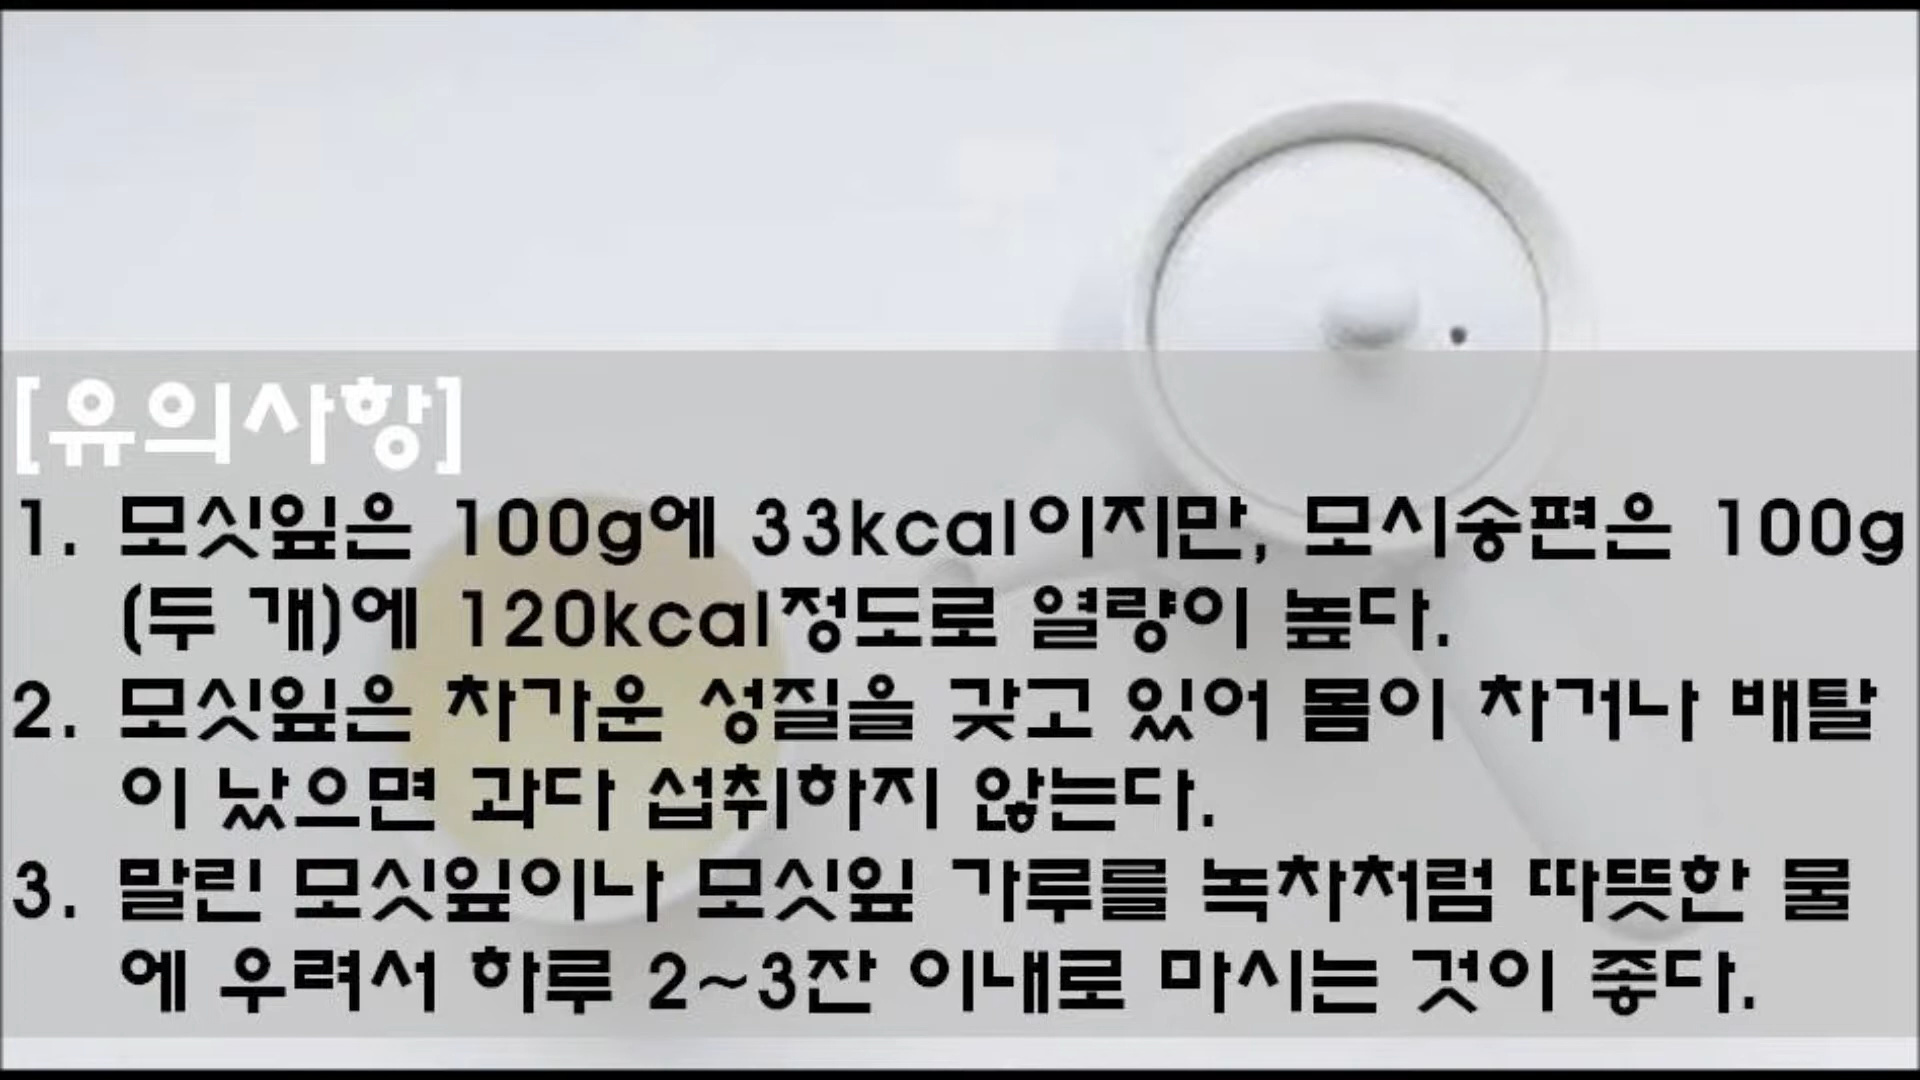 [유의사항]
1. 모싯잎은 100g에 33kcal이지만, 모시송편은 100g
(두 개)에 120kcal정도로 열량이 높다.
2. 모싯잎은 차가운 성질을 갖고 있어 몸이 차거나 배탈
이 났으면 과다 섭취하지 않는다.
3. 말린 모싯잎이나 모싯잎 가루를 녹차처럼 따뜻한 물
에 우려서 하루 2~3잔 이내로 마시는 것이 좋다.